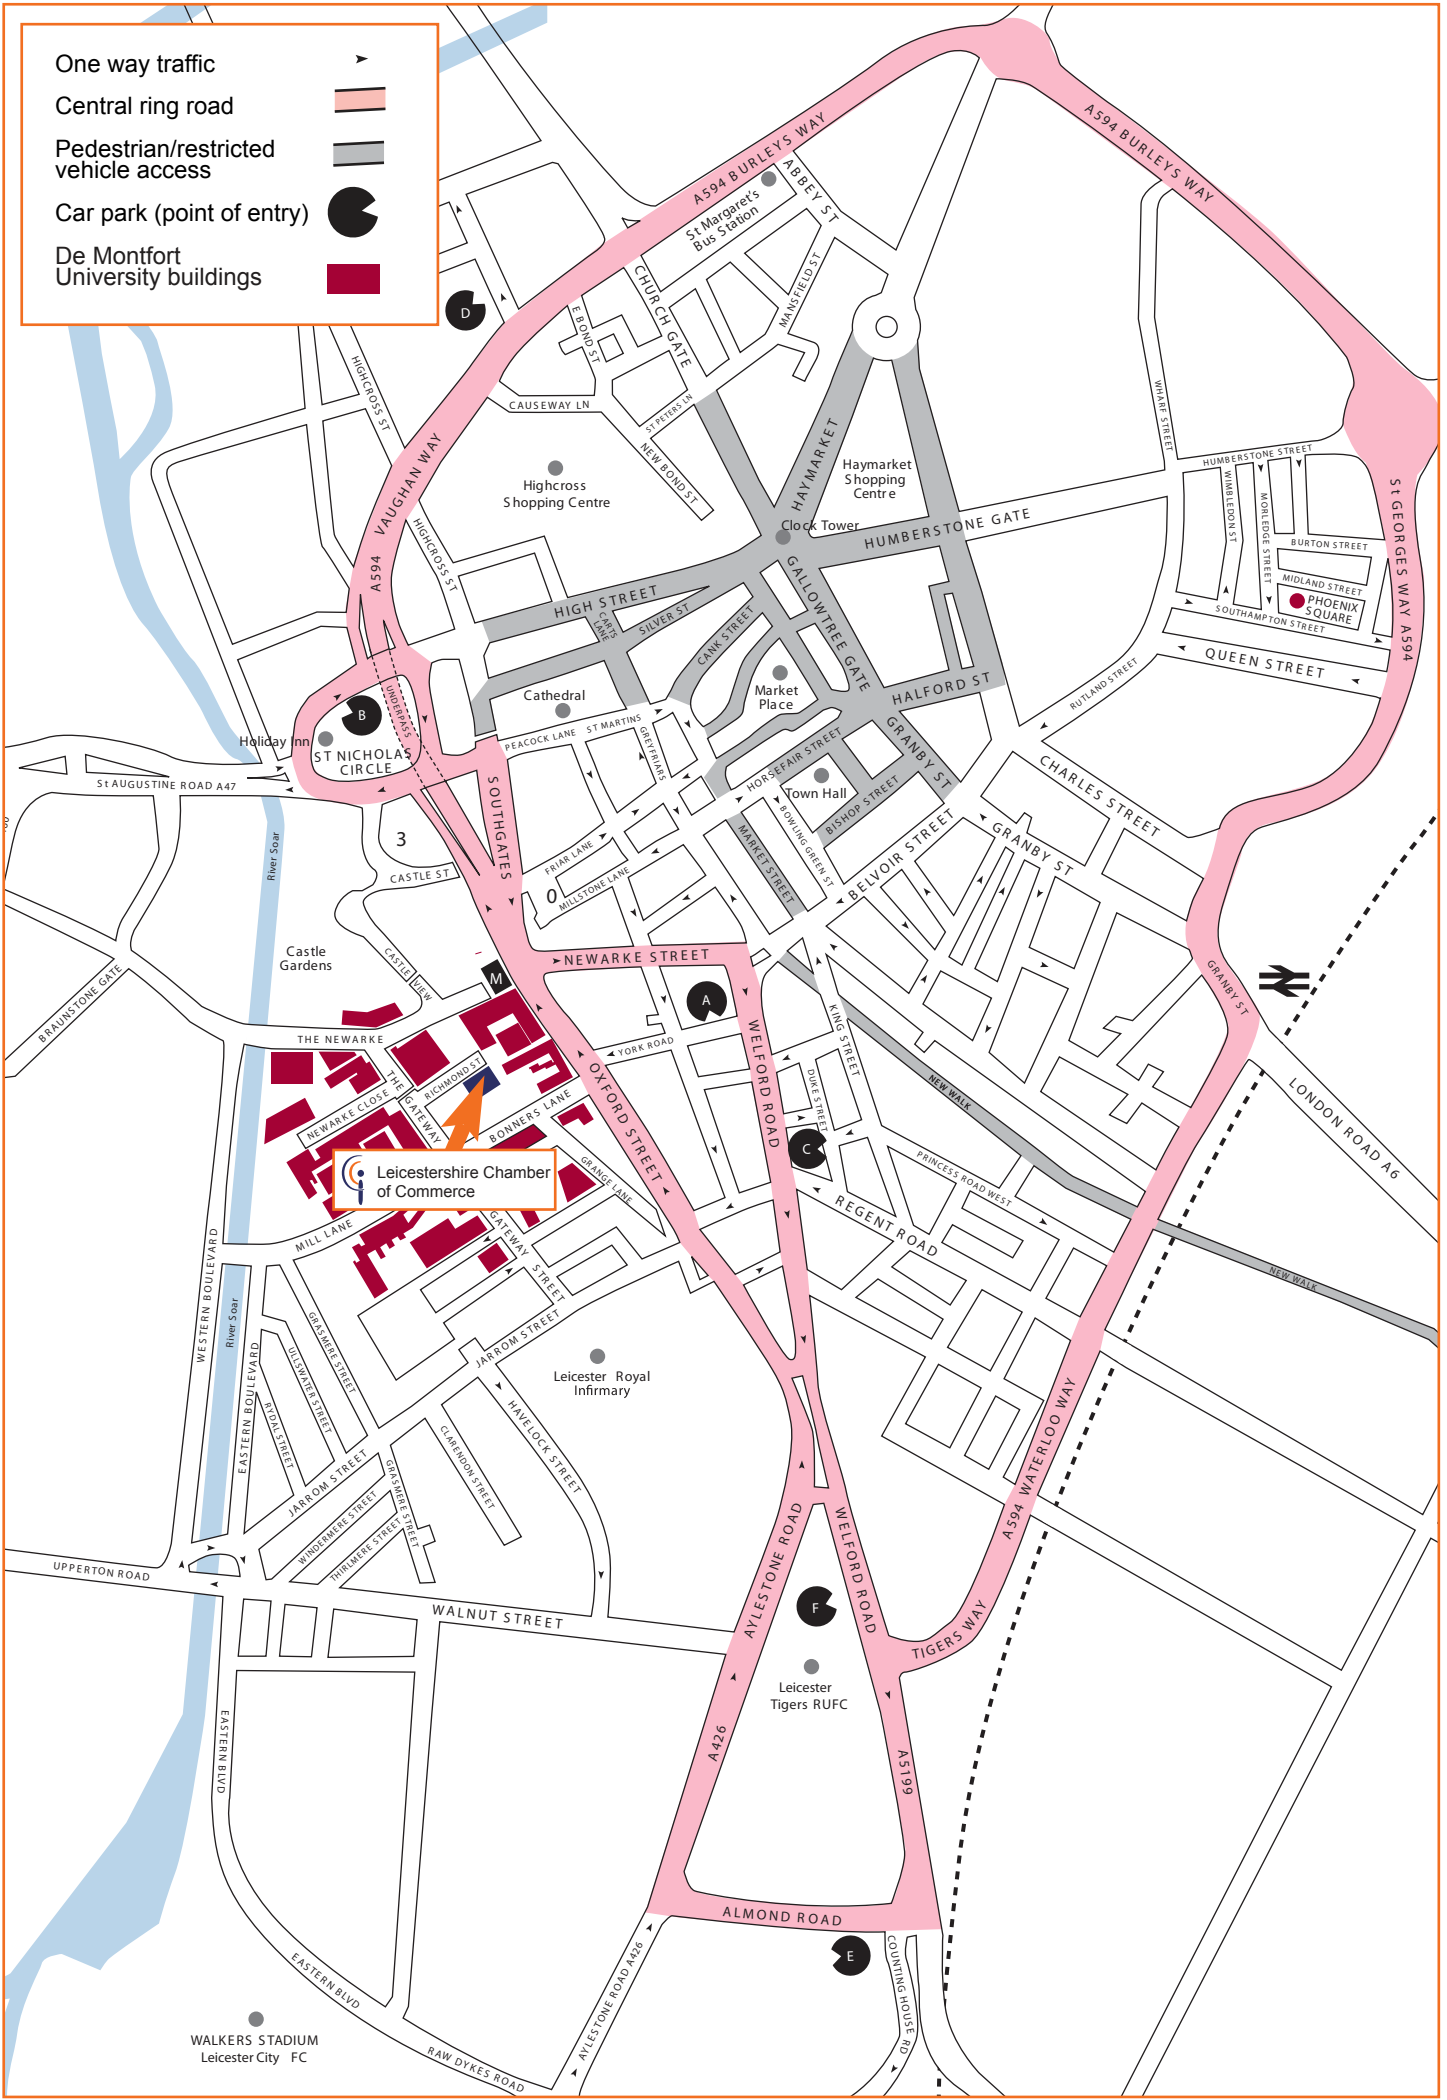 One way traffic
Central ring road
Pedestrian/restricted
vehicle access
Car park (point of entry)
De Montfort
University buildings
A594 BURLEYS WAY
A594 BURLEYS WAY
ABBEY ST
St Margaret's
Bus Station
D
CHURCH GATE
MANSFIELD ST
E BOND ST
HIGHCROSS ST
CAUSEWAY LN
ST PETERS LN
NEW BOND ST
WHARF STREET
HAYMARKET
Haymarket
Shopping
Centre
Highcross
Shopping Centre
A594 VAUGHAN WAY
HIGHCROSS ST
Clock Tower
HUMBERSTONE GATE
HUMBERSTONE STREET
WIMBLEDON ST
MORLEDGE STREET
BURTON STREET
MIDLAND STREET
PHOENIX
SQUARE
SOUTHAMPTON STREET
QUEEN STREET
St GEORGES WAY A594
HIGH STREET
CARTS
LANE
SILVER ST
CANK STREET
GALLOWTREE GATE
HALFORD ST
RUTLAND STREET
Market
Place
Cathedral
PEACOCK LANE
ST MARTINS
GREYFRIARS
B
UNDERPASS
Holiday Inn
ST NICHOLAS
CIRCLE
St AUGUSTINE ROAD A47
SOUTHGATES
HORSEFAIR STREET
GRANBY ST
Town Hall
BISHOP STREET
BOWLING GREEN ST
MARKET STREET
BELVOIR STREET
CHARLES STREET
GRANBY ST
River Soar
3
CASTLE ST
FRIAR LANE
0
MILLSTONE LANE
Castle
Gardens
CASTLE VIEW
M
NEWARKE STREET
A
GRANBY ST
BRAUNSTONE GATE
THE NEWARKE
YORK ROAD
WELFORD ROAD
KING STREET
DUKE STREET
NEW WALK
LONDON ROAD A6
THE
GATEWAY
RICHMOND ST
NEWARKE CLOSE
BONNERS LANE
OXFORD STREET
C
Leicestershire Chamber
of Commerce
GRANGE LANE
PRINCESS ROAD WEST
REGENT ROAD
MILL LANE
GATEWAY STREET
NEW WALK
WESTERN BOULEVARD
River Soar
EASTERN BOULEVARD
GRASMERE STREET
ULLSWATER STREET
RYDAL STREET
JARROM STREET
Leicester Royal
Infirmary
HAVELOCK STREET
CLARENDON STREET
JARROM STREET
GRASMERE STREET
WINDERMERE STREET
THIRLMERE STREET
A594 WATERLOO WAY
UPPERTON ROAD
WALNUT STREET
AYLESTONE ROAD
WELFORD ROAD
F
TIGERS WAY
Leicester
Tigers RUFC
EASTERN BLVD
A426
A5199
ALMOND ROAD
E
COUNTING HOUSE RD
AYLESTONE ROAD A426
EASTERN BLVD
WALKERS STADIUM
Leicester City FC
RAW DYKES ROAD